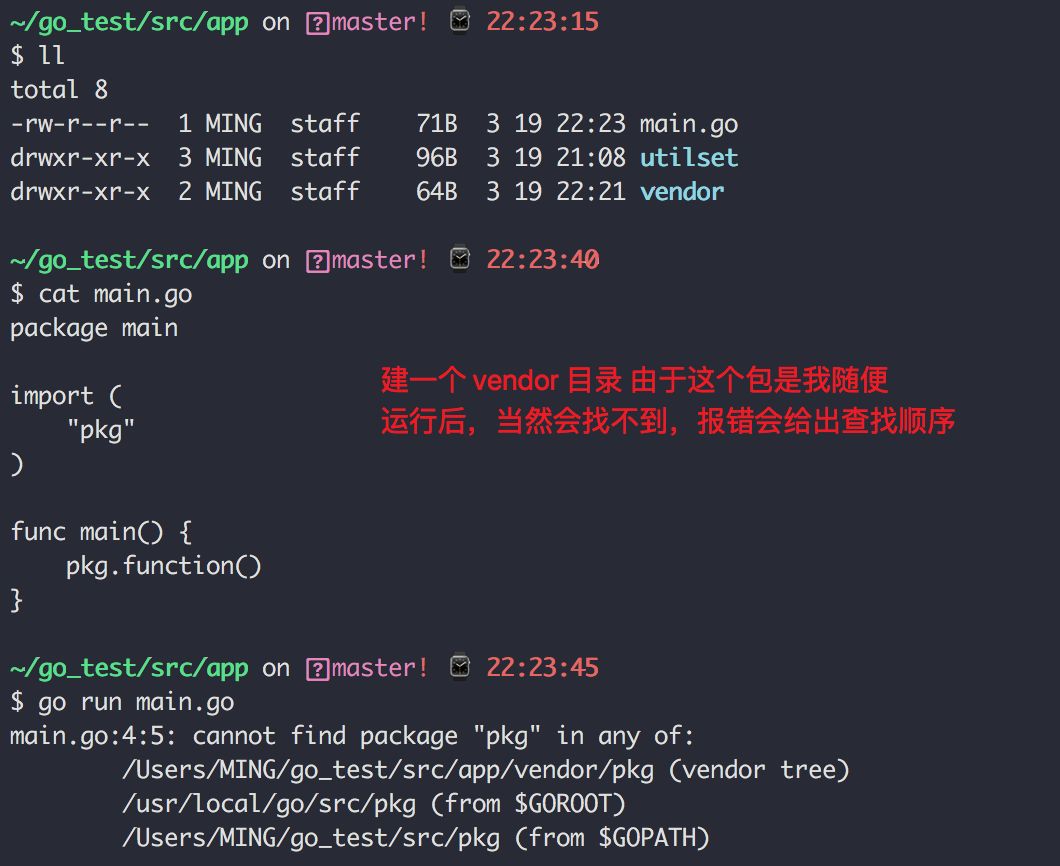 ~/go_test/src/app on master! ⌚ 22:23:15
$ ll
total 8
-rw-r--r--  1 MING  staff    71B  3 19 22:23 main.go
drwxr-xr-x  3 MING  staff    96B  3 19 21:08 utilset
drwxr-xr-x  2 MING  staff    64B  3 19 22:21 vendor
~/go_test/src/app on master! ⌚ 22:23:40
$ cat main.go
package main
建一个 vendor 目录 由于这个包是我随便
import (
    "pkg"
运行后，当然会找不到，报错会给出查找顺序
)
func main() {
    pkg.function()
}
~/go_test/src/app on master! ⌚ 22:23:45
$ go run main.go
main.go:4:5: cannot find package "pkg" in any of:
        /Users/MING/go_test/src/app/vendor/pkg (vendor tree)
        /usr/local/go/src/pkg (from $GOROOT)
        /Users/MING/go_test/src/pkg (from $GOPATH)